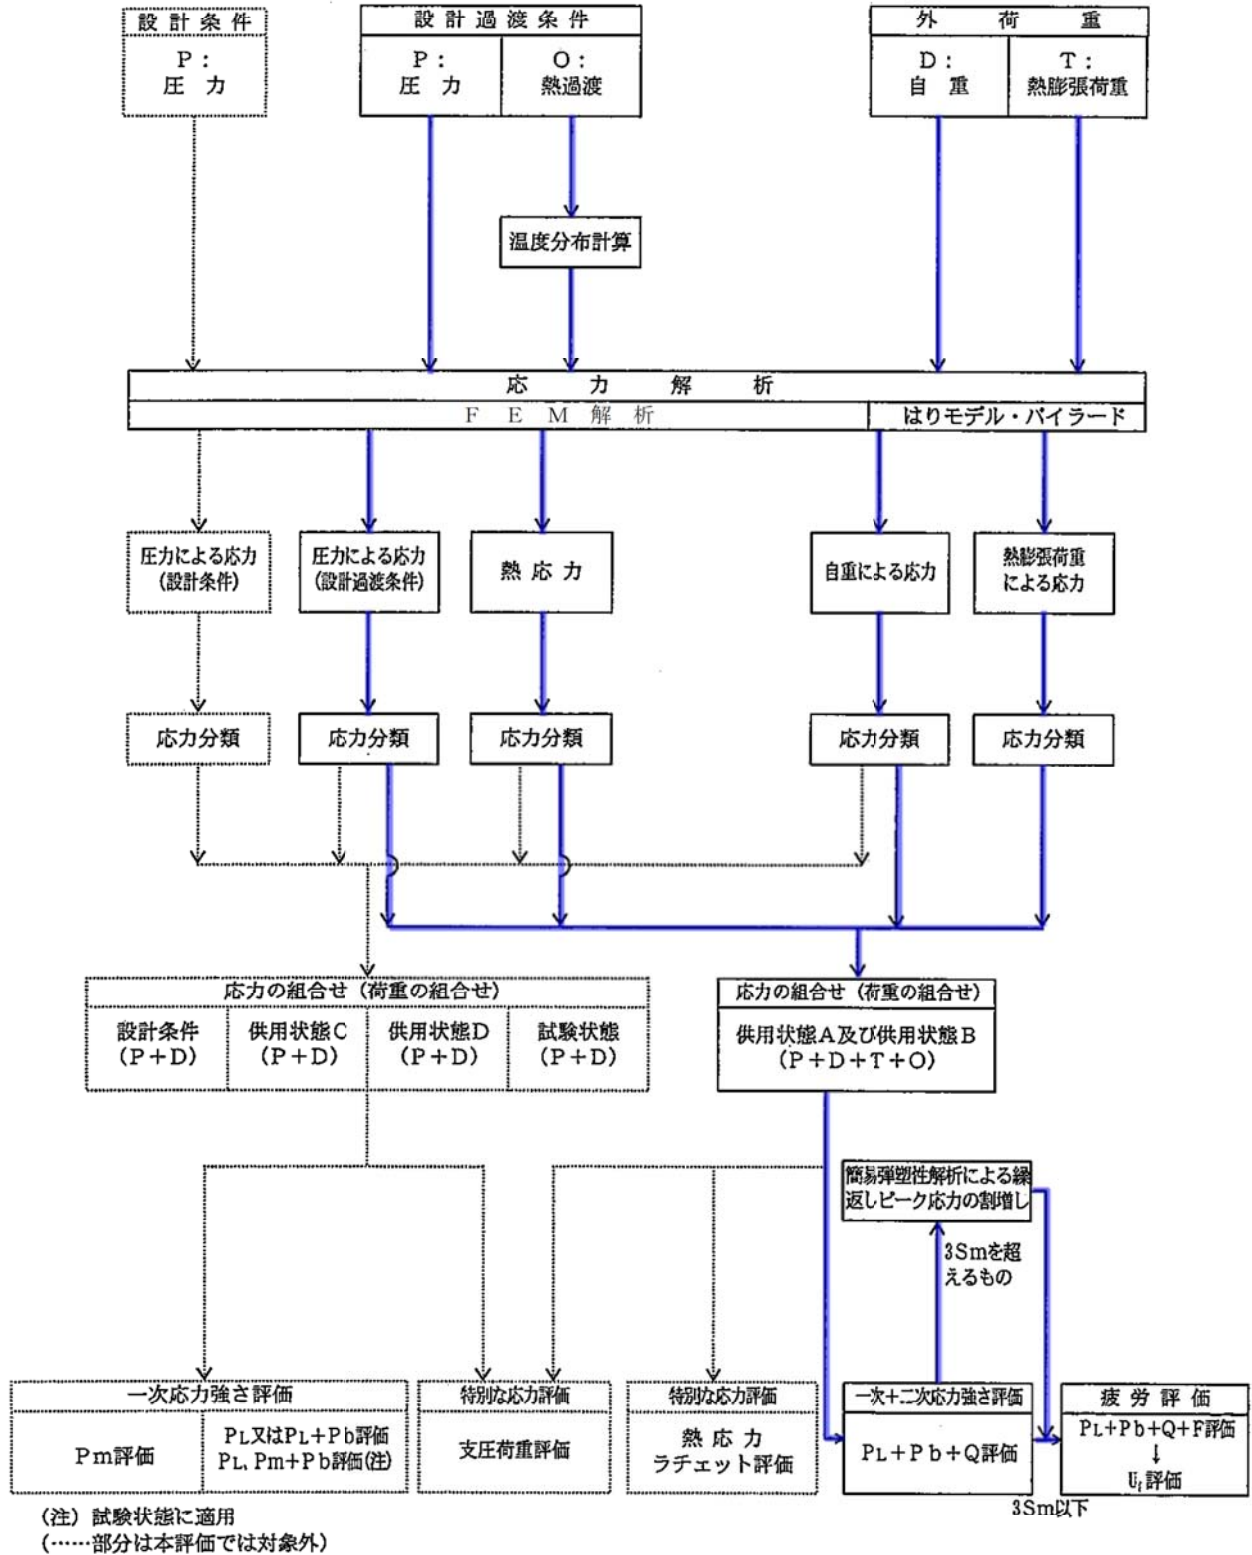 設計条件
P:
圧力
設計過渡条件
P:
圧力
O:
熱過渡
外荷重
D:
自重
T:
熱膨張荷重
温度分布計算
応力解析
FEM解析
はりモデル・バイラード
圧力による応力
(設計条件)
圧力による応力
(設計過渡条件)
熱応力
自重による応力
熱膨張荷重
による応力
応力分類
応力分類
応力分類
応力分類
応力分類
応力の組合せ(荷重の組合せ)
設計条件
(P+D)
供用状態C
(P+D)
供用状態D
(P+D)
試験状態
(P+D)
応力の組合せ(荷重の組合せ)
供用状態A及び供用状態B
(P+D+T+O)
簡易弾塑性解析による繰
返しピーク応力の割増し
3Smを超
えるもの
一次応力強さ評価
Pm評価
PL又はPL+Pb評価
PL、Pm+Pb評価(注)
特別な応力評価
支圧荷重評価
特別な応力評価
熱応力
ラチェット評価
一次+二次応力強さ評価
PL+Pb+Q評価
疲労評価
PL+Pb+Q+F評価
↓
Uf評価
3Sm以下
(注)試験状態に適用
(……部分は本評価では対象外)